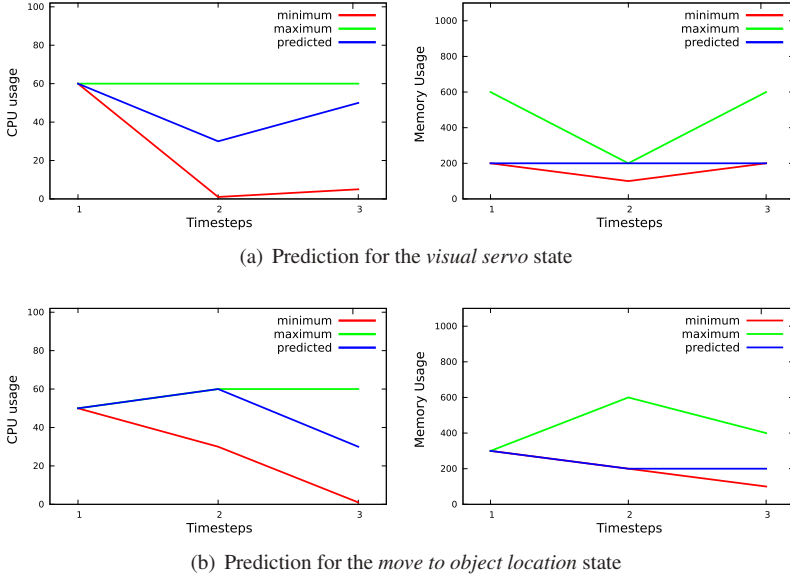 100
80
60
40
20
0
1
2
3
CPU usage
Timesteps
minimum
maximum
predicted
1000
800
600
400
200
0
1
2
3
Memory Usage
Timesteps
minimum
maximum
predicted
(a) Prediction for the visual servo state
100
80
60
40
20
0
1
2
3
CPU usage
Timesteps
minimum
maximum
predicted
1000
800
600
400
200
0
1
2
3
Memory Usage
Timesteps
minimum
maximum
predicted
(b) Prediction for the move to object location state